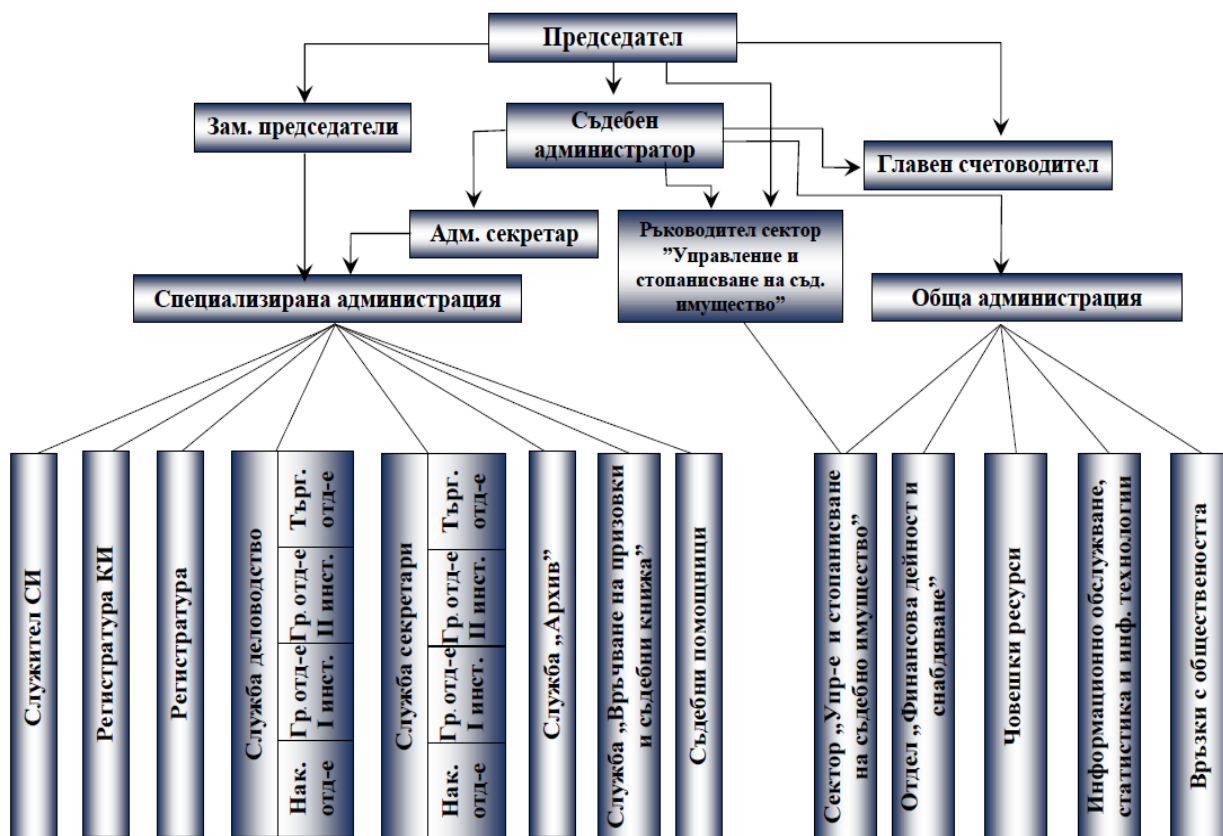 Председател
Зам. председатели
Съдебен
администратор
Главен счетоводител
Адм. секретар
Ръководител сектор
”Управление и
стопанисване на съд.
имущество”
Специализирана администрация
Обща администрация
Служител СИ
Регистратура КИ
Регистратура
Служба деловодство
Търг.
отд-е
Гр. отд-е
II инст.
Гр. отд-е
I инст.
Нак.
отд-е
Служба секретари
Търг.
отд-е
Гр. отд-е
II инст.
Гр. отд-е
I инст.
Нак.
отд-е
Служба „Архив”
Служба „Връчване на призовки
и съдебни книжа”
Съдебни помощници
Сектор „Упр-е и стопанисване
на съдебно имущество”
Отдел „Финансова дейност и
снабдяване”
Човешки ресурси
Информационно обслужване,
статистика и инф. технологии
Връзки с обществеността